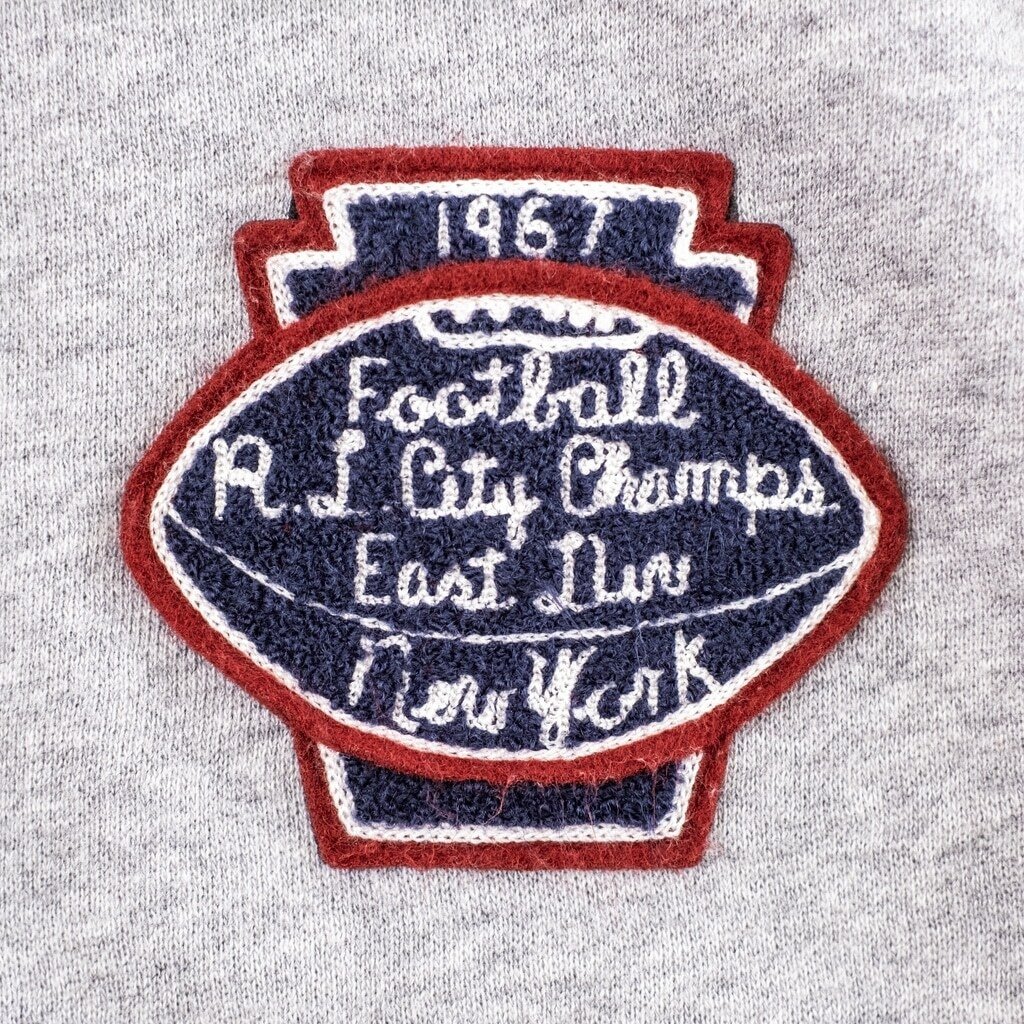 1967
Football
R.L. City Champs
East Div
New York